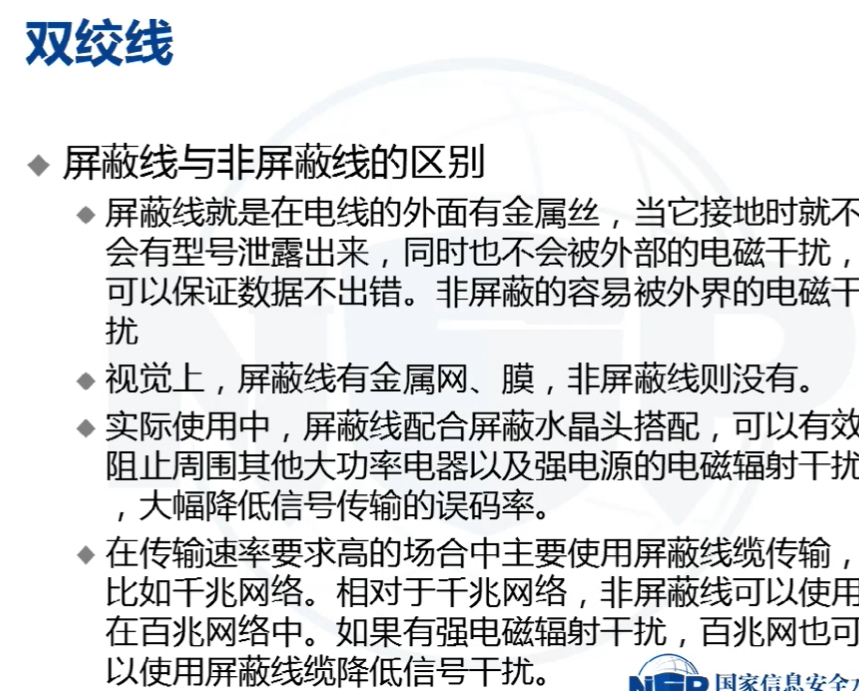 双绞线
◆ 屏蔽线与非屏蔽线的区别
◆ 屏蔽线就是在电线的外面有金属丝，当它接地时就不
会有型号泄露出来，同时也不会被外部的电磁干扰，
可以保证数据不出错。非屏蔽的容易被外界的电磁干
扰
◆ 视觉上，屏蔽线有金属网、膜，非屏蔽线则没有。
◆ 实际使用中，屏蔽线配合屏蔽水晶头搭配，可以有效
阻止周围其他大功率电器以及强电源的电磁辐射干扰
，大幅降低信号传输的误码率。
◆ 在传输速率要求高的场合中主要使用屏蔽线缆传输，
比如千兆网络。相对于千兆网络，非屏蔽线可以使用
在百兆网络中。如果有强电磁辐射干扰，百兆网也可
以使用屏蔽线缆降低信号干扰。
国家信息安全